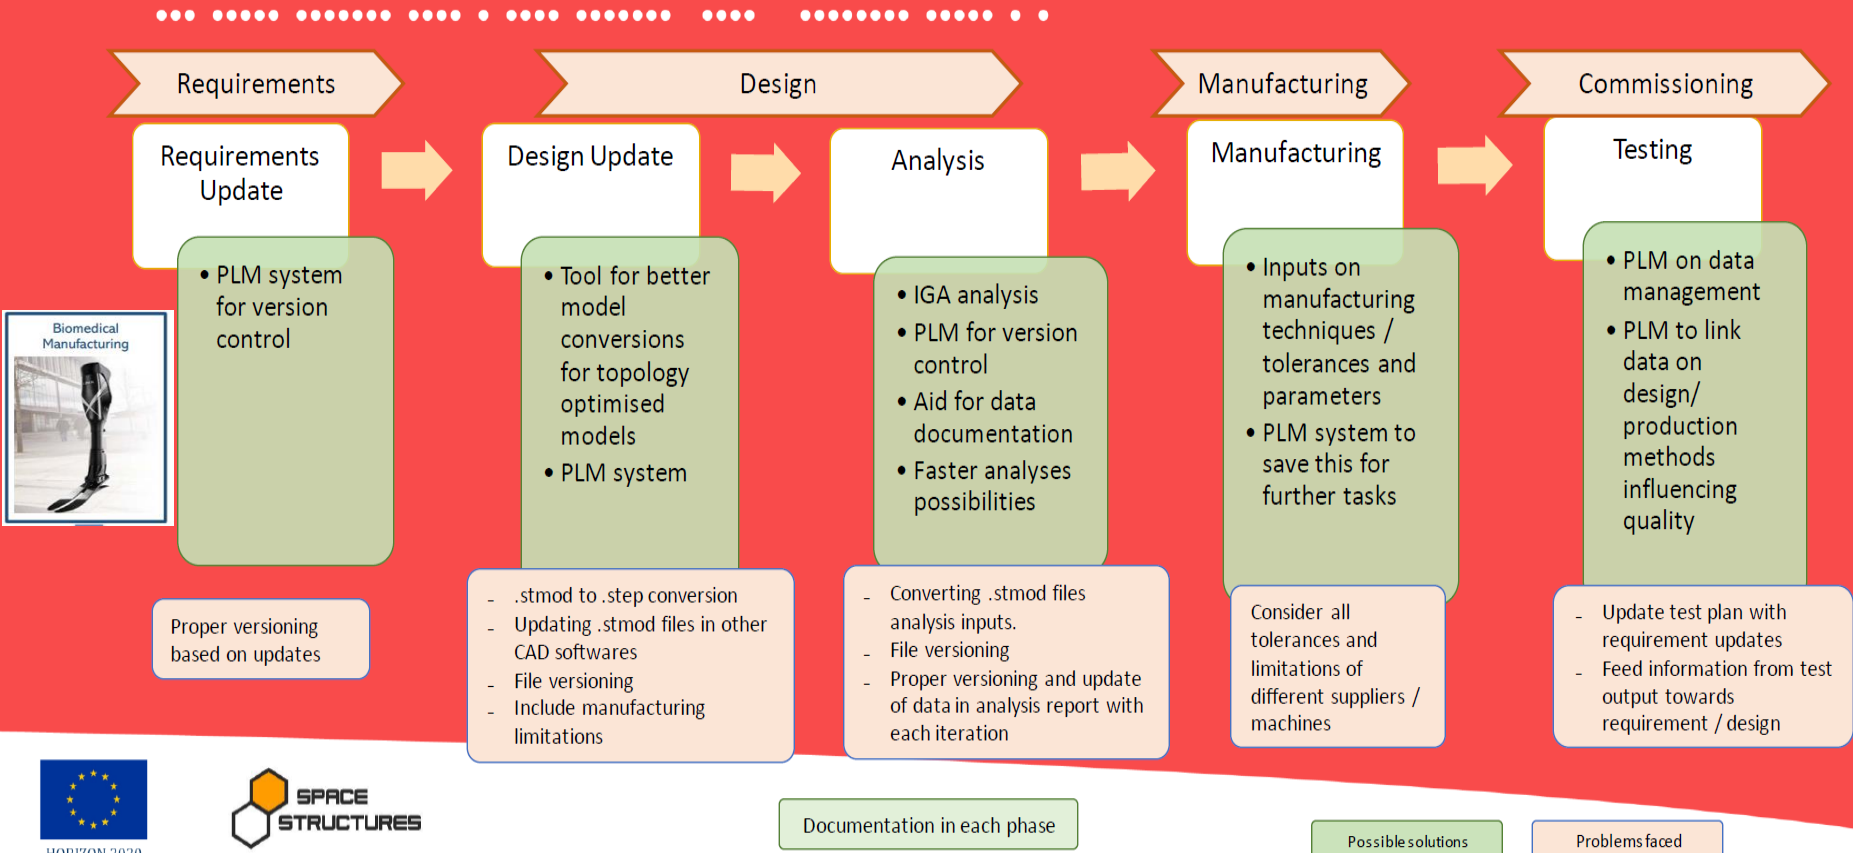 Requirements
Design
Manufacturing
Commissioning
Requirements
Update
Design Update
Analysis
Manufacturing
Testing
• PLM system
for version
control
• Tool for better
model
conversions
for topology
optimised
models
• PLM system
• IGA analysis
• PLM for version
control
• Aid for data
documentation
• Faster analyses
possibilities
• Inputs on
manufacturing
techniques /
tolerances and
parameters
• PLM system to
save this for
further tasks
• PLM on data
management
• PLM to link
data on
design/
production
methods
influencing
quality
Biomedical
Manufacturing
Proper versioning
based on updates
- .stmod to .step conversion
- Updating .stmod files in other
CAD softwares
- File versioning
- Include manufacturing
limitations
- Converting .stmod files
analysis inputs.
- File versioning
- Proper versioning and update
of data in analysis report with
each iteration
Consider all
tolerances and
limitations of
different suppliers /
machines
- Update test plan with
requirement updates
- Feed information from test
output towards
requirement / design
HORIZON 2020
SPACE
STRUCTURES
Documentation in each phase
Possible solutions
Problems faced